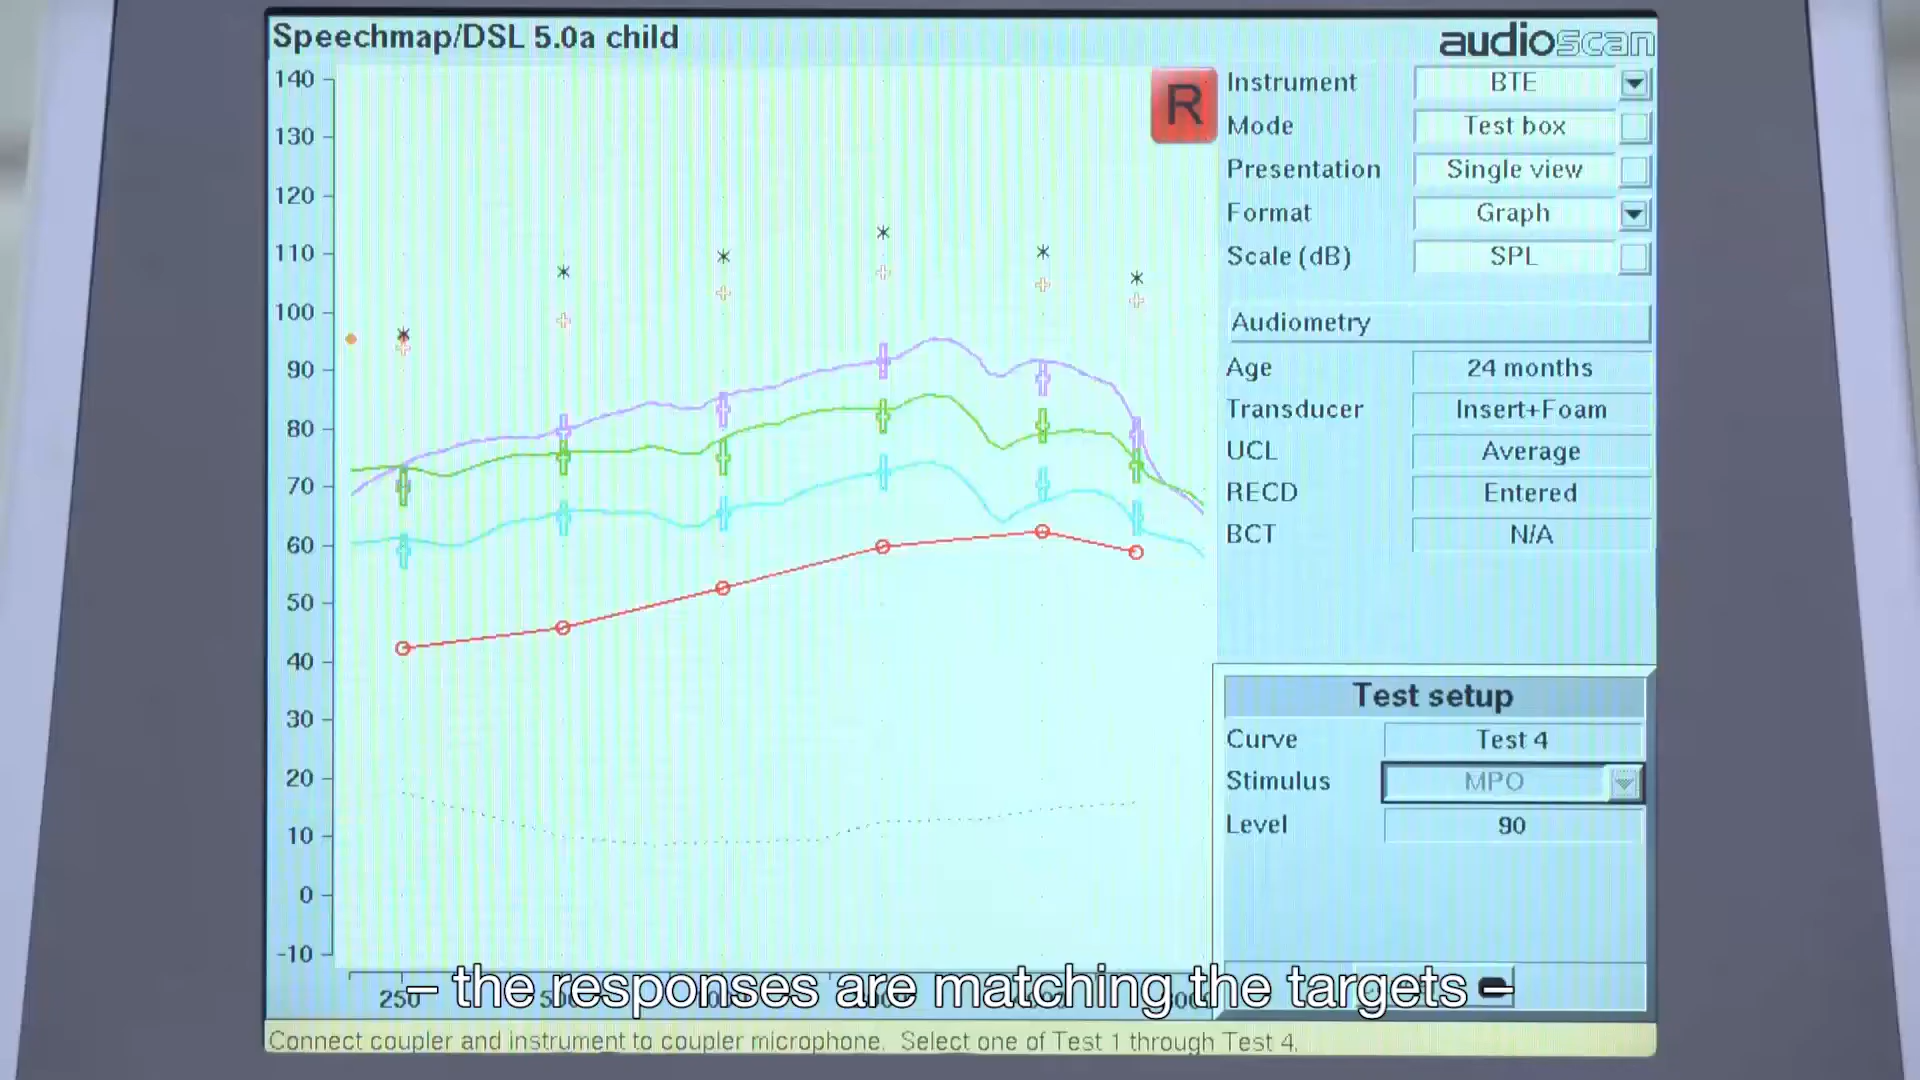 Speechmap/DSL 5.0a child
audioscan
140
130
120
110
100
90
80
70
60
50
40
30
20
10
0
-10
250
R
Instrument BTE
Mode Test box
Presentation Single view
Format Graph
Scale (dB) SPL
Audiometry
Age 24 months
Transducer Insert+Foam
UCL Average
RECD Entered
BCT N/A
Test setup
Curve Test 4
Stimulus MPO
Level 90
– the responses are matching the targets –
Connect coupler and instrument to coupler microphone. Select one of Test 1 through Test 4.